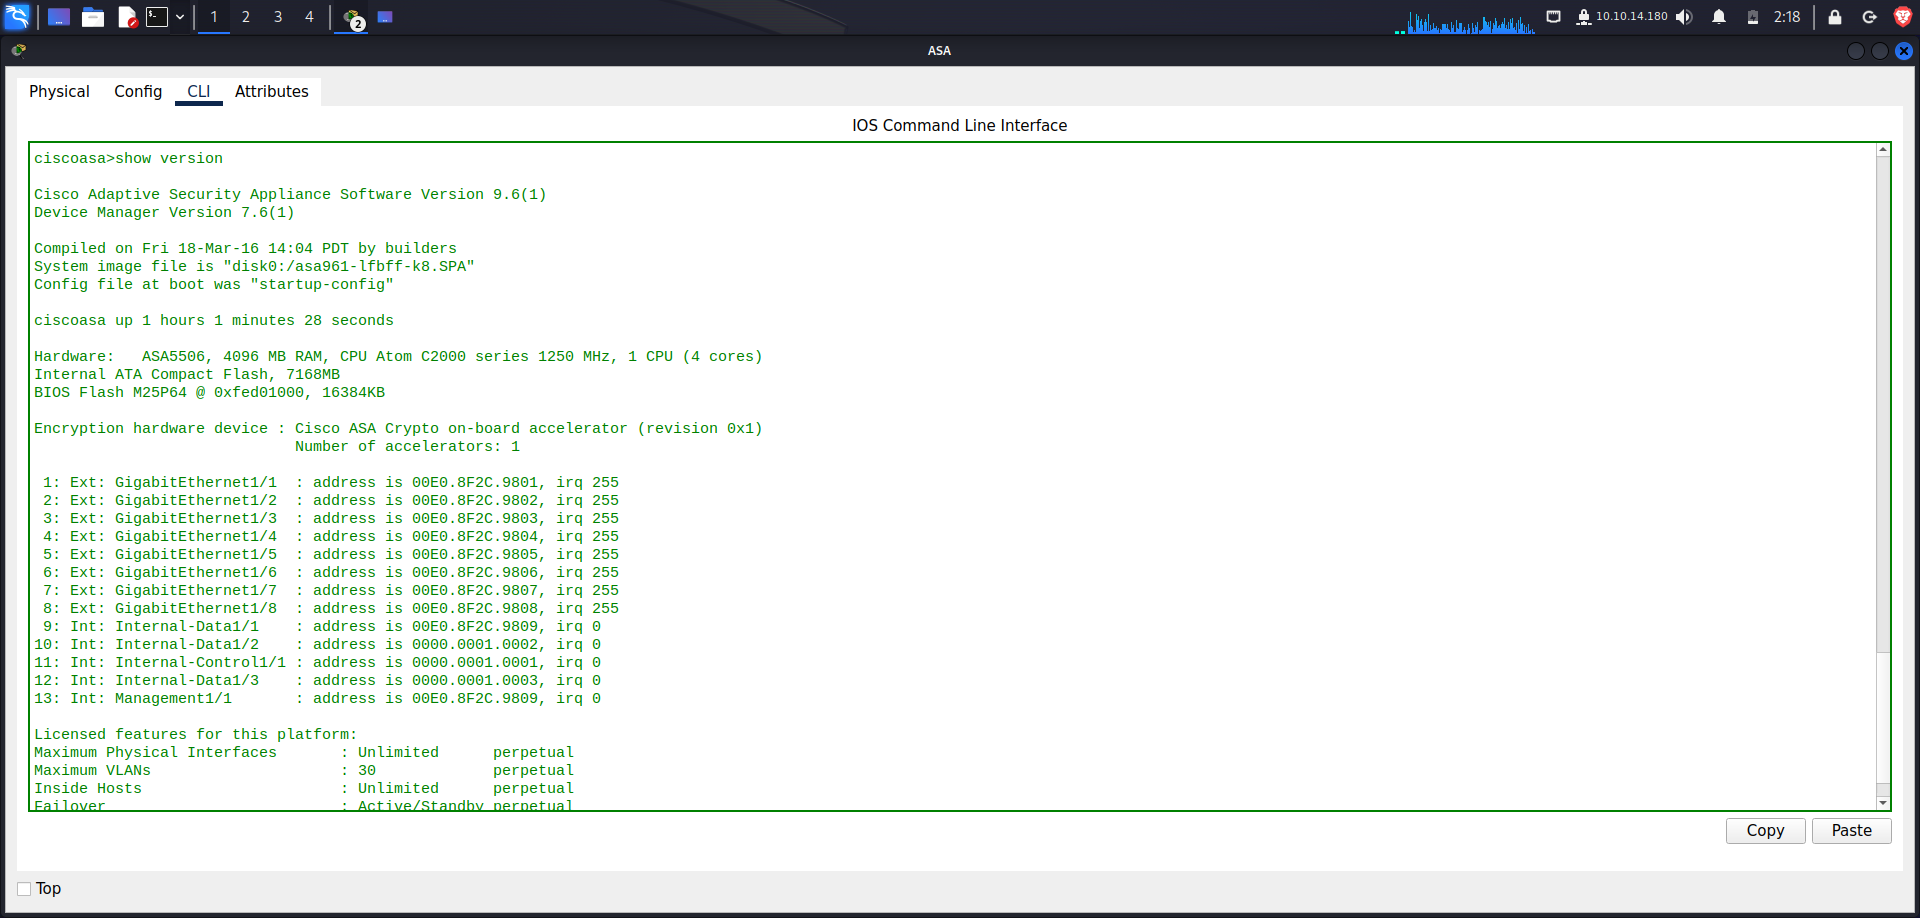 1 2 3 4 2 10.10.14.180 2:18
ASA
Physical Config CLI Attributes
IOS Command Line Interface
ciscoasa>show version
Cisco Adaptive Security Appliance Software Version 9.6(1)
Device Manager Version 7.6(1)
Compiled on Fri 18-Mar-16 14:04 PDT by builders
System image file is "disk0:/asa961-lfbff-k8.SPA"
Config file at boot was "startup-config"
ciscoasa up 1 hours 1 minutes 28 seconds
Hardware:   ASA5506, 4096 MB RAM, CPU Atom C2000 series 1250 MHz, 1 CPU (4 cores)
Internal ATA Compact Flash, 7168MB
BIOS Flash M25P64 @ 0xfed01000, 16384KB
Encryption hardware device : Cisco ASA Crypto on-board accelerator (revision 0x1)
Number of accelerators: 1
1: Ext: GigabitEthernet1/1  : address is 00E0.8F2C.9801, irq 255
2: Ext: GigabitEthernet1/2  : address is 00E0.8F2C.9802, irq 255
3: Ext: GigabitEthernet1/3  : address is 00E0.8F2C.9803, irq 255
4: Ext: GigabitEthernet1/4  : address is 00E0.8F2C.9804, irq 255
5: Ext: GigabitEthernet1/5  : address is 00E0.8F2C.9805, irq 255
6: Ext: GigabitEthernet1/6  : address is 00E0.8F2C.9806, irq 255
7: Ext: GigabitEthernet1/7  : address is 00E0.8F2C.9807, irq 255
8: Ext: GigabitEthernet1/8  : address is 00E0.8F2C.9808, irq 255
9: Int: Internal-Data1/1    : address is 00E0.8F2C.9809, irq 0
10: Int: Internal-Data1/2    : address is 0000.0001.0002, irq 0
11: Int: Internal-Control1/1 : address is 0000.0001.0001, irq 0
12: Int: Internal-Data1/3    : address is 0000.0001.0003, irq 0
13: Int: Management1/1       : address is 00E0.8F2C.9809, irq 0
Licensed features for this platform:
Maximum Physical Interfaces       : Unlimited      perpetual
Maximum VLANs                     : 30             perpetual
Inside Hosts                      : Unlimited      perpetual
Failover                          : Active/Standby perpetual
Copy Paste
Top